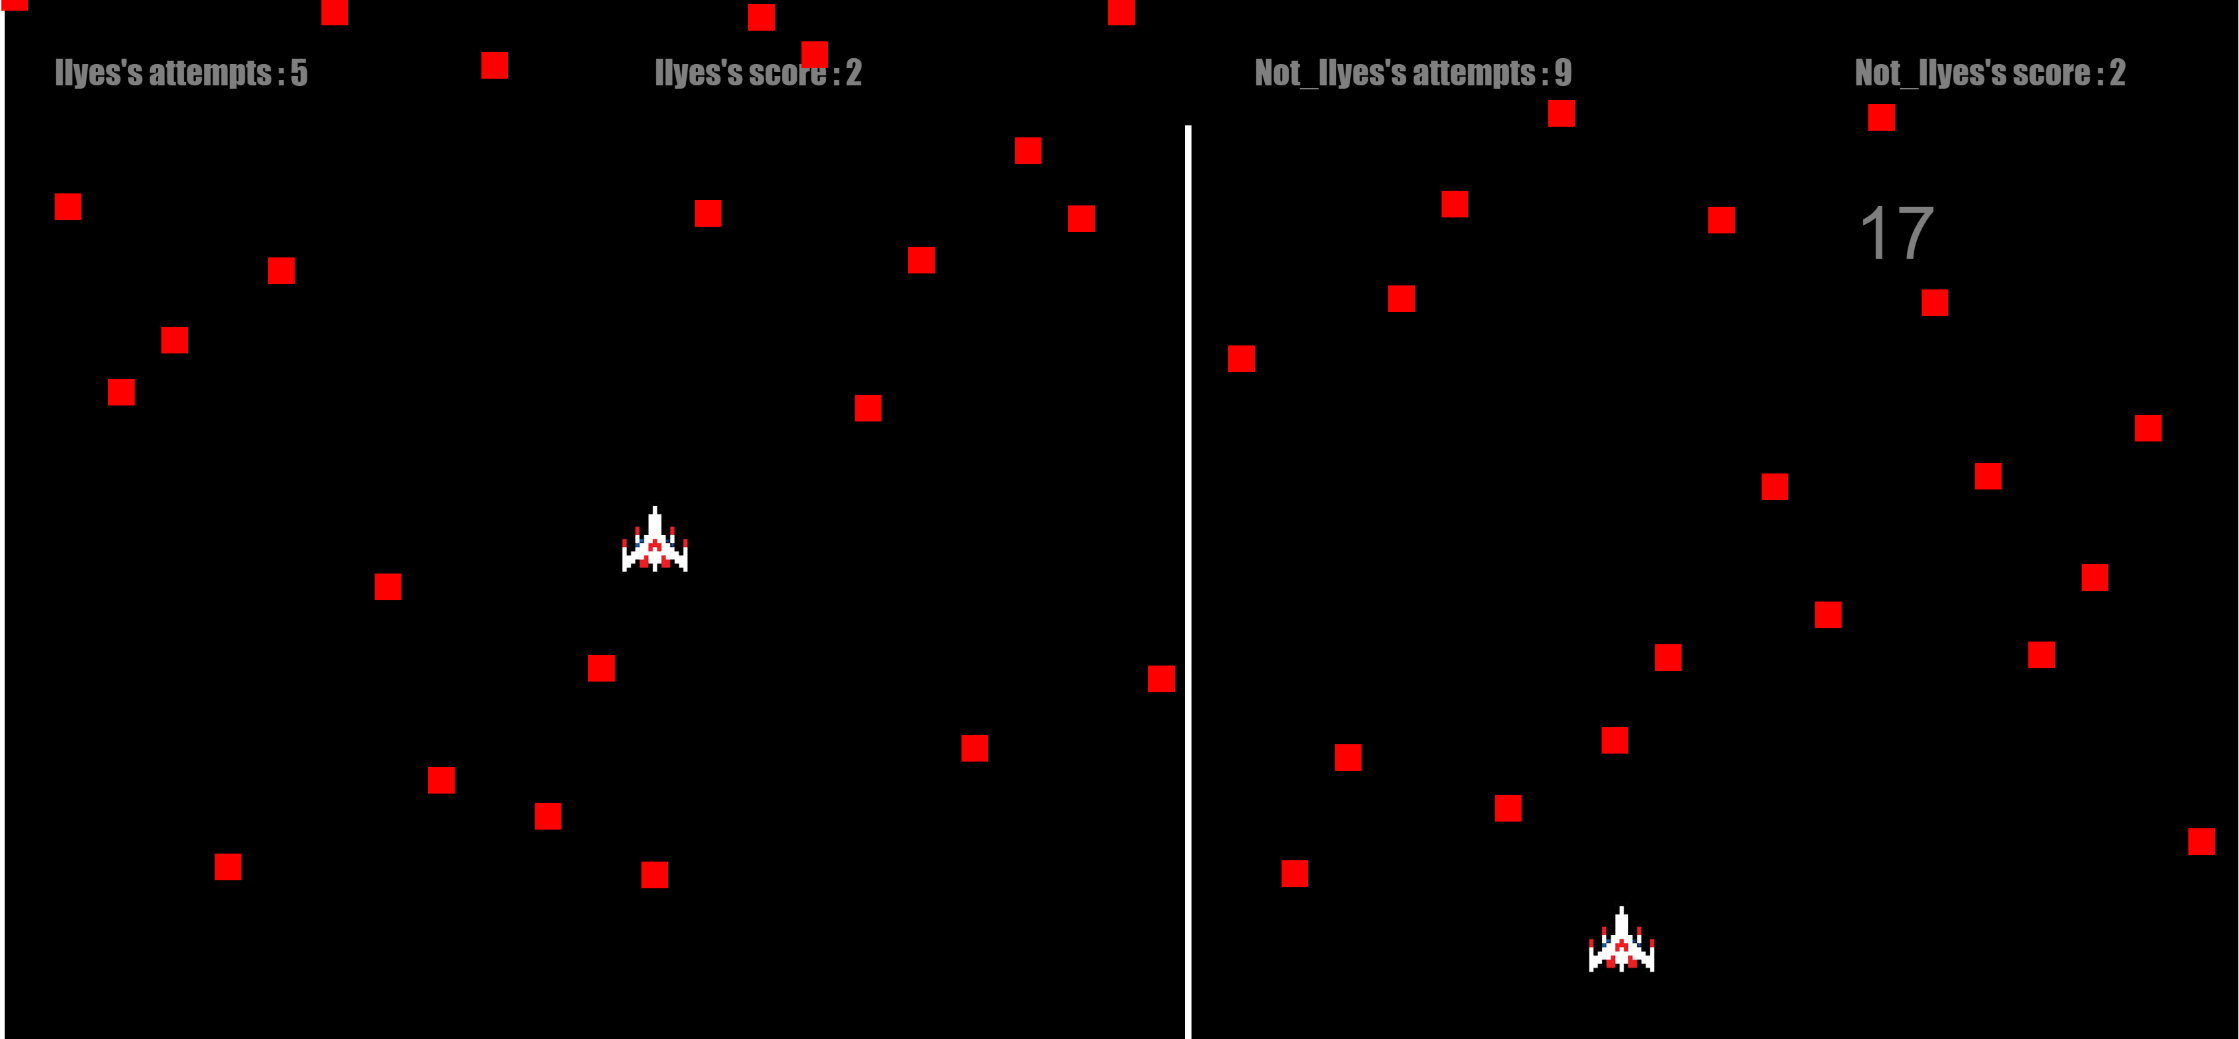 Ilyes's attempts : 5
Ilyes's score : 2
Not_Ilyes's attempts : 9
Not_Ilyes's score : 2
17